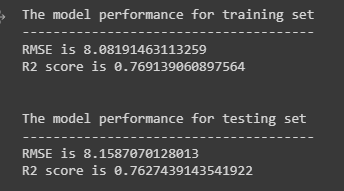 The model performance for training set
--------------------------------------
RMSE is 8.08191463113259
R2 score is 0.769139060897564
The model performance for testing set
--------------------------------------
RMSE is 8.1587070128013
R2 score is 0.7627439143541922